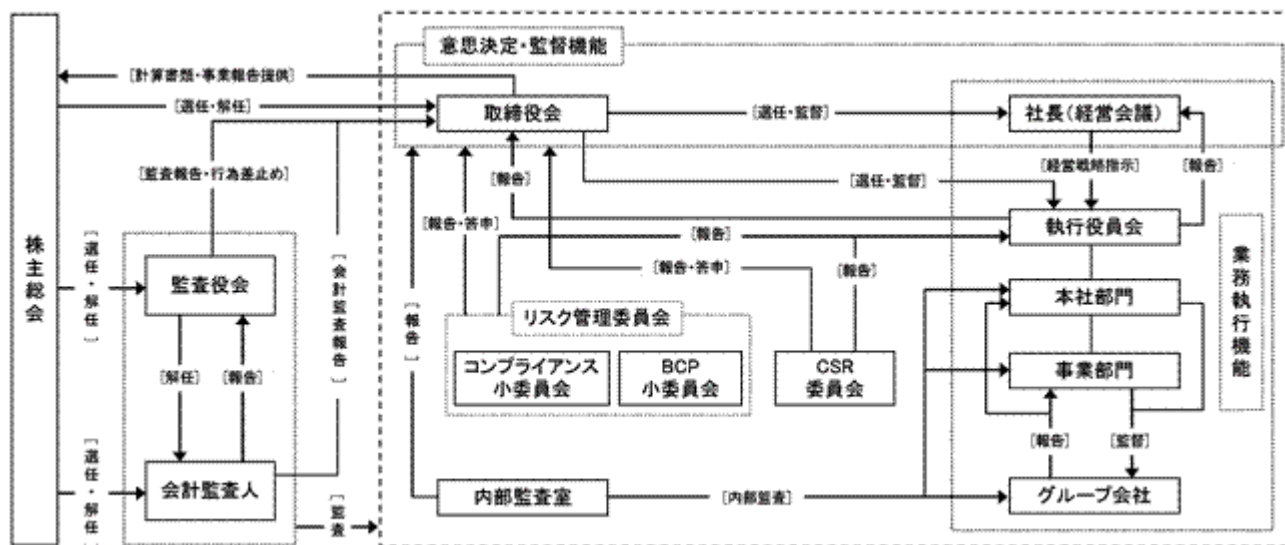 意思決定・監督機能
[計算書類・事業報告提供]
[選任・解任]
取締役会
[選任・監督]
社長(経営会議)
[監査報告・行為差止め]
[報告]
[選任・監督]
[経営戦略指示]
[報告]
[報告・答申]
執行役員会
株主総会
[選任・解任]
監査役会
[会計監査報告]
[報告]
[報告・答申]
[報告]
業務執行機能
本社部門
[報告]
リスク管理委員会
コンプライアンス
小委員会
BCP
小委員会
CSR
委員会
事業部門
[解任]
[報告]
[報告]
[監督]
[選任・解任]
会計監査人
[監査]
内部監査室
[内部監査]
グループ会社